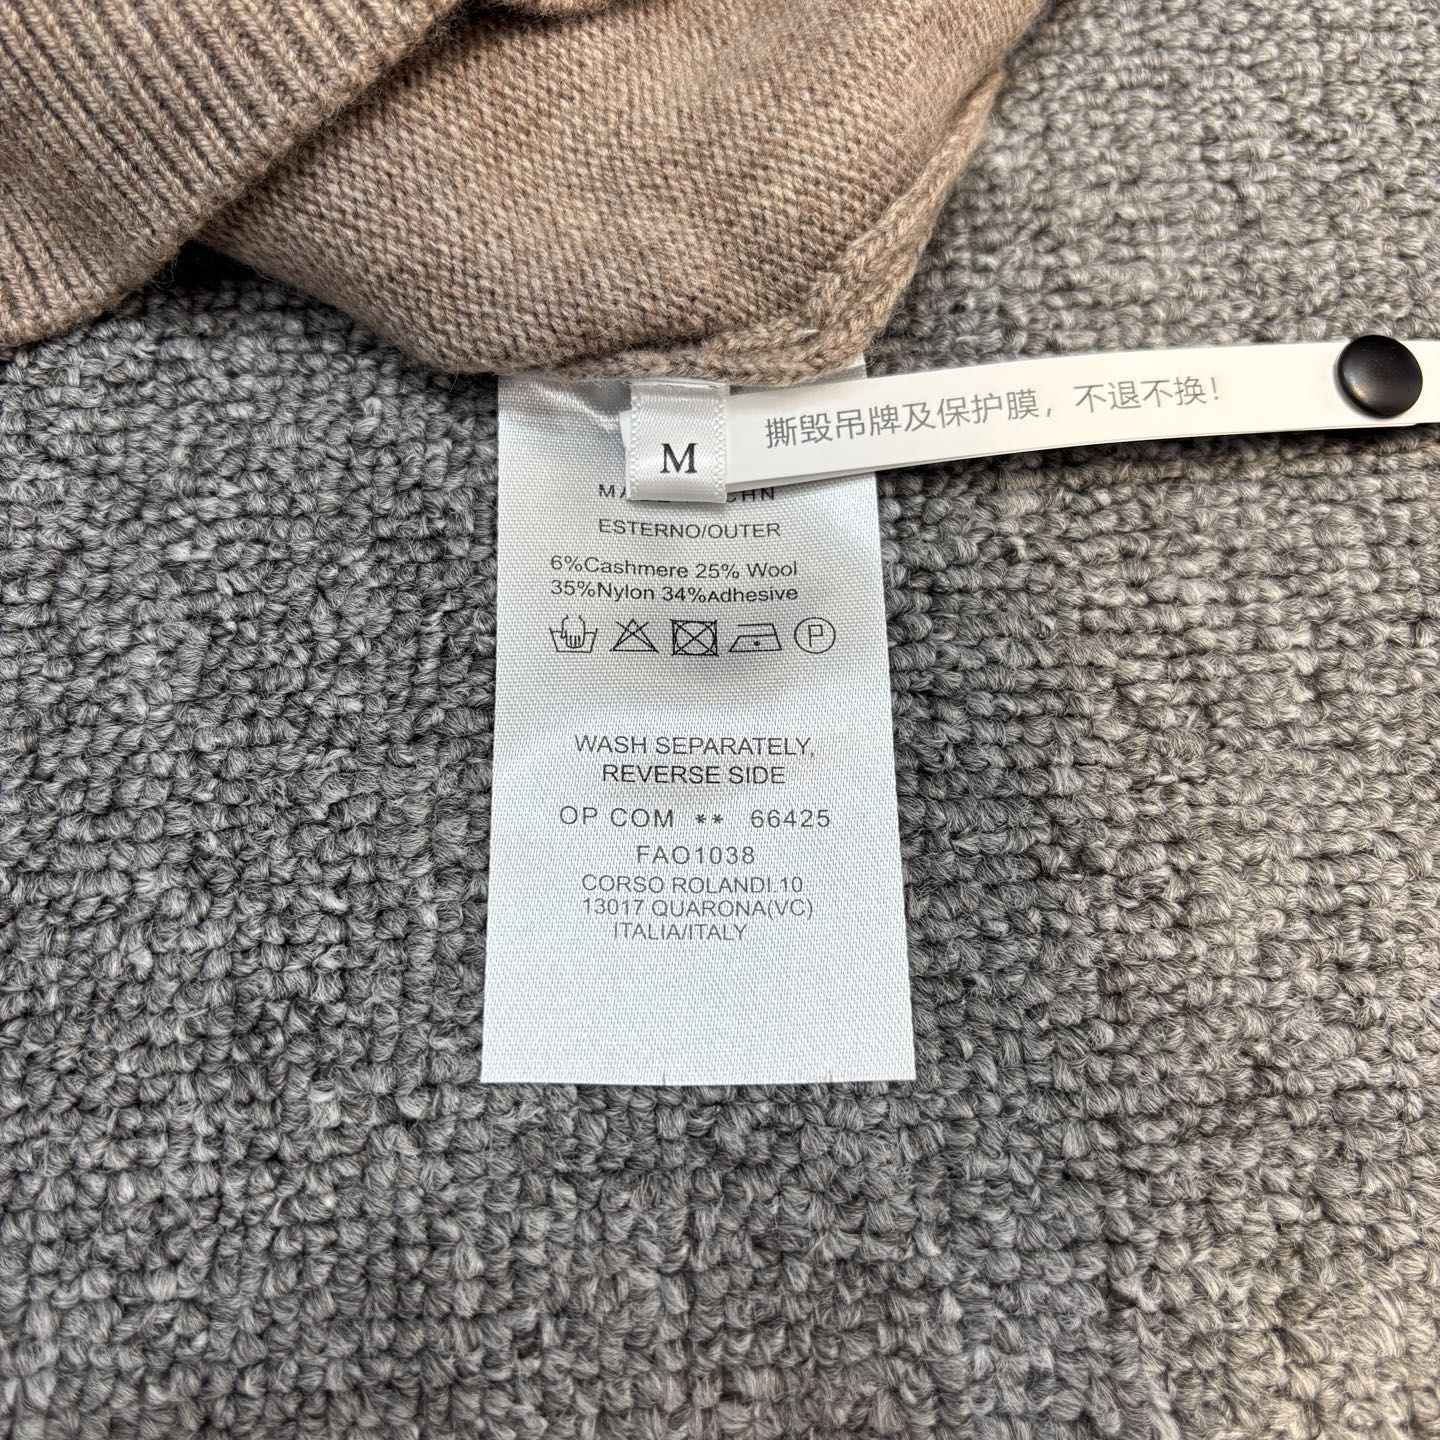 撕毁吊牌及保护膜，不退不换！
M
CHN
ESTERNO/OUTER
6%Cashmere 25% Wool
35%Nylon 34%Adhesive
P
WASH SEPARATELY,
REVERSE SIDE
OP COM ** 66425
FAO1038
CORSO ROLANDI.10
13017 QUARONA(VC)
ITALIA/ITALY